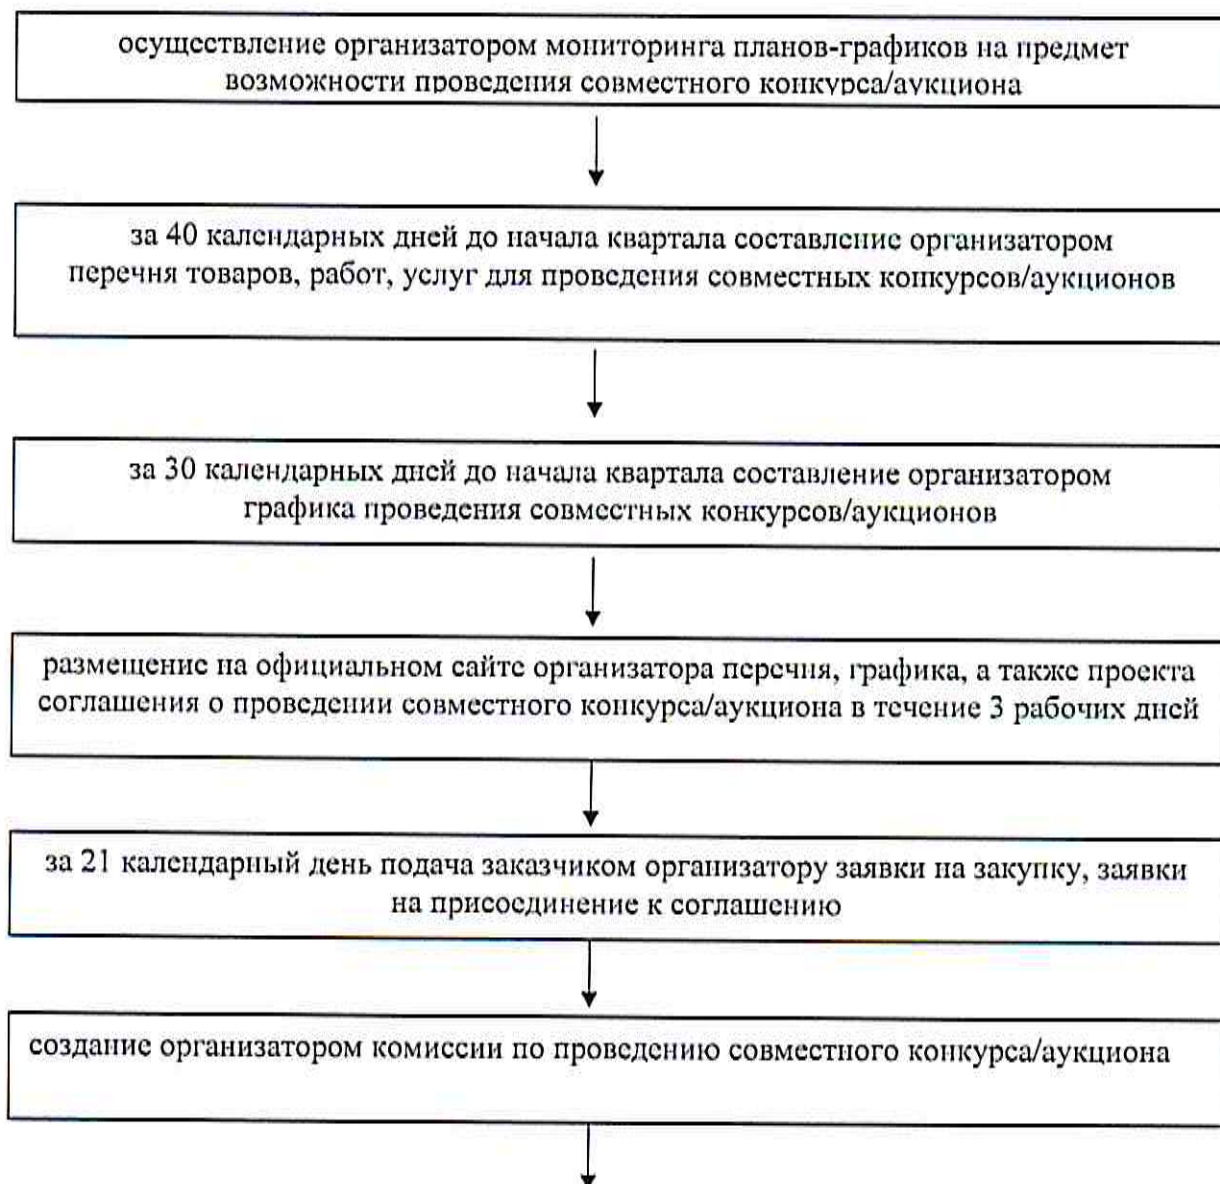 осуществление организатором мониторинга планов-графиков на предмет
возможности проведения совместного конкурса/аукциона
за 40 календарных дней до начала квартала составление организатором
перечня товаров, работ, услуг для проведения совместных конкурсов/аукционов
за 30 календарных дней до начала квартала составление организатором
графика проведения совместных конкурсов/аукционов
размещение на официальном сайте организатора перечня, графика, а также проекта
соглашения о проведении совместного конкурса/аукциона в течение 3 рабочих дней
за 21 календарный день подача заказчиком организатору заявки на закупку, заявки
на присоединение к соглашению
создание организатором комиссии по проведению совместного конкурса/аукциона